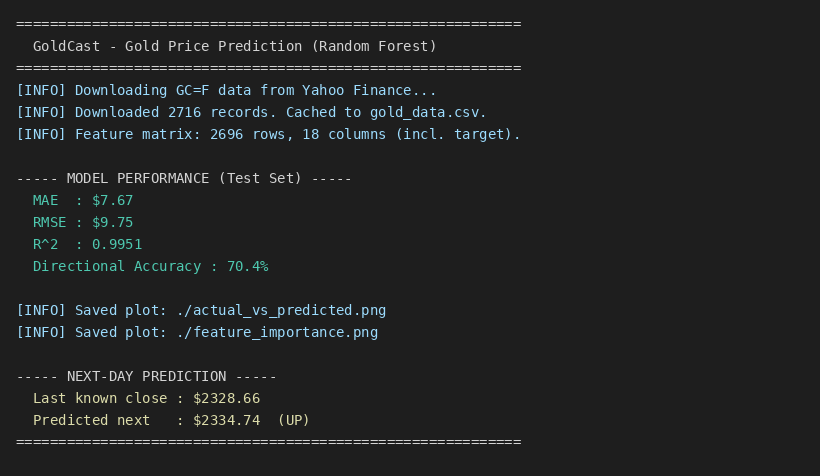 ============================================================
  GoldCast - Gold Price Prediction (Random Forest)
============================================================
[INFO] Downloading GC=F data from Yahoo Finance...
[INFO] Downloaded 2716 records. Cached to gold_data.csv.
[INFO] Feature matrix: 2696 rows, 18 columns (incl. target).

----- MODEL PERFORMANCE (Test Set) -----
  MAE  : $7.67
  RMSE : $9.75
  R^2  : 0.9951
  Directional Accuracy : 70.4%

[INFO] Saved plot: ./actual_vs_predicted.png
[INFO] Saved plot: ./feature_importance.png

----- NEXT-DAY PREDICTION -----
  Last known close : $2328.66
  Predicted next   : $2334.74  (UP)
============================================================